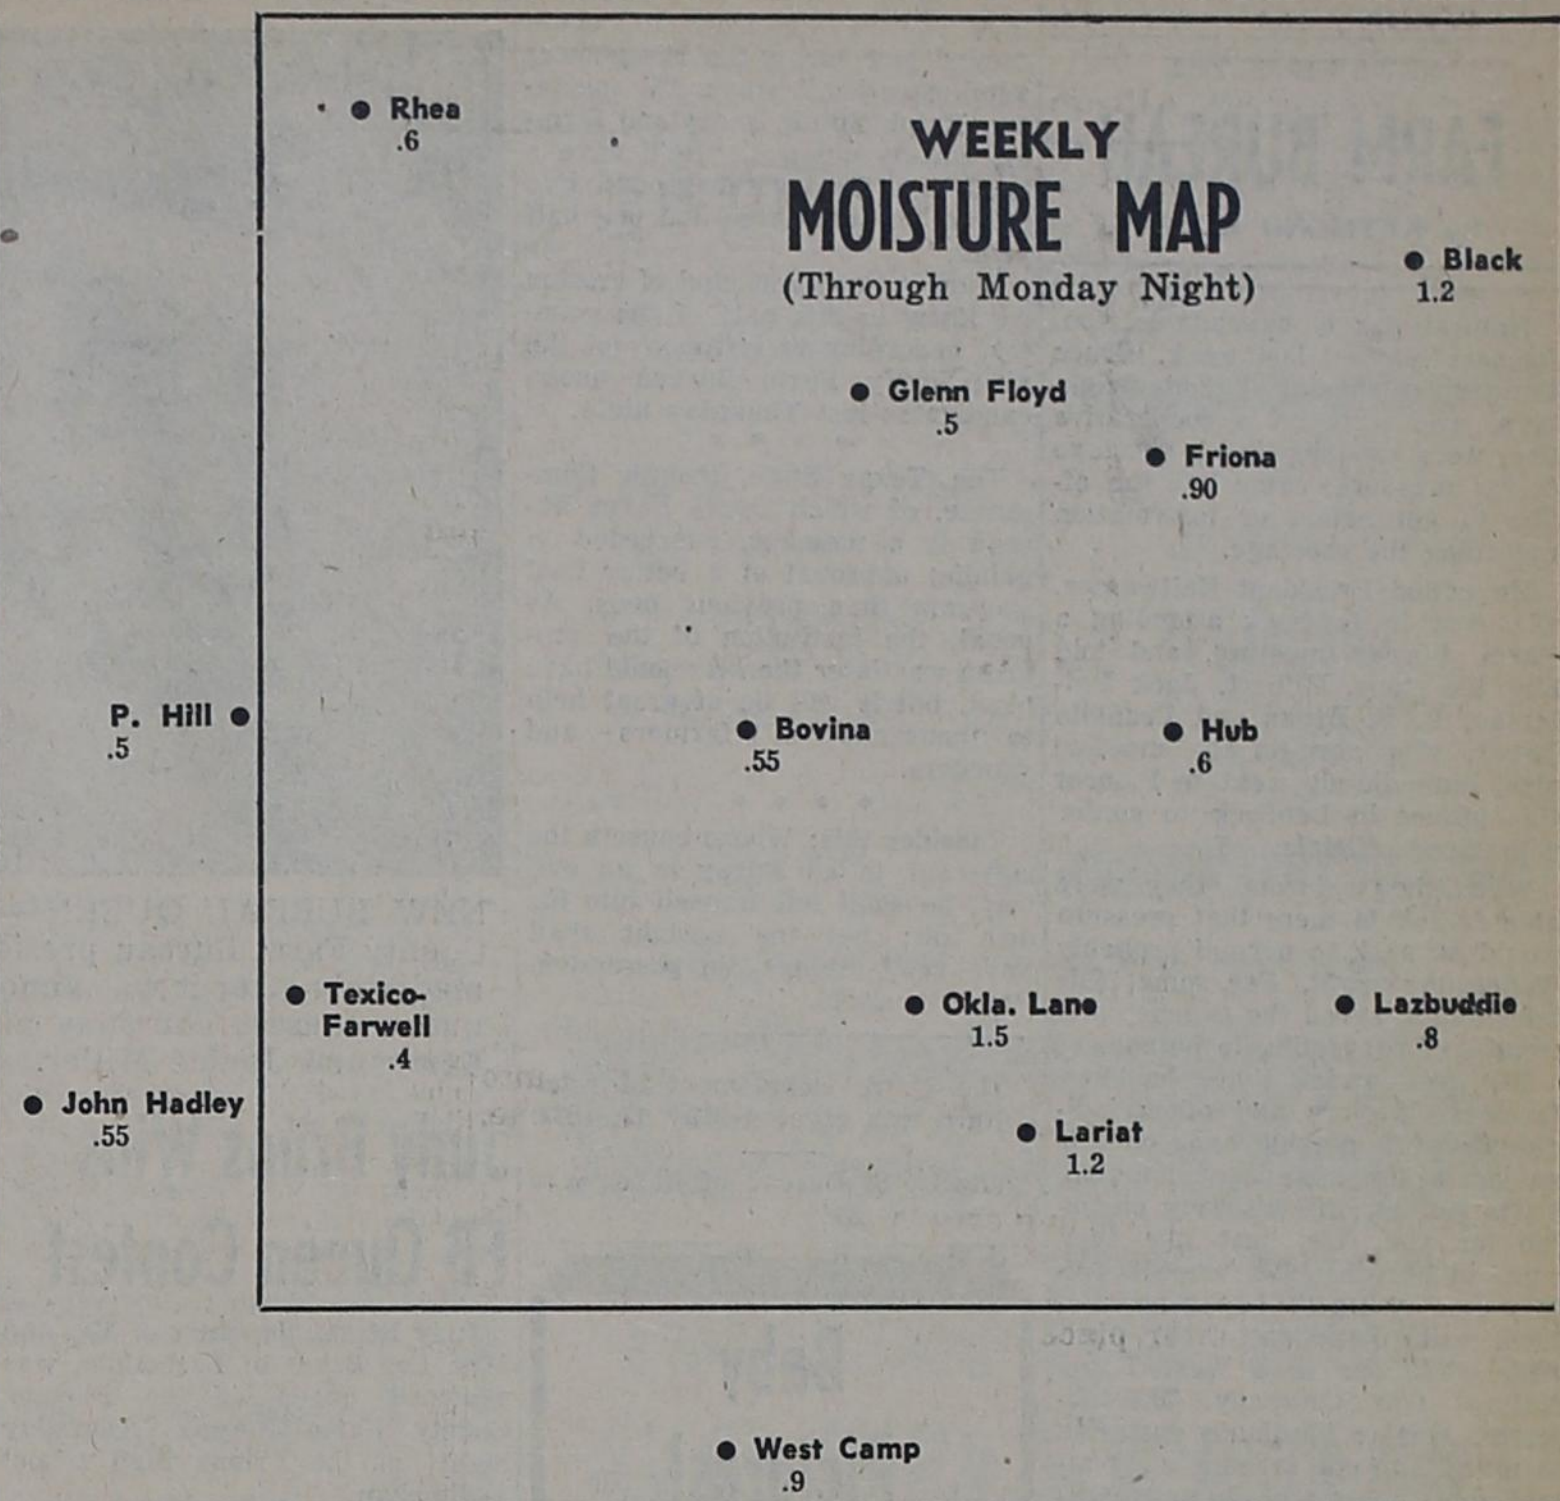 Rhea
.6
WEEKLY
MOISTURE MAP
(Through Monday Night)
Black
1.2
Glenn Floyd
.5
Friona
.90
P. Hill
.5
Bovina
.55
Hub
.6
Texico-
Farwell
.4
Okla. Lane
1.5
Lazbuddie
.8
John Hadley
.55
Lariat
1.2
West Camp
.9